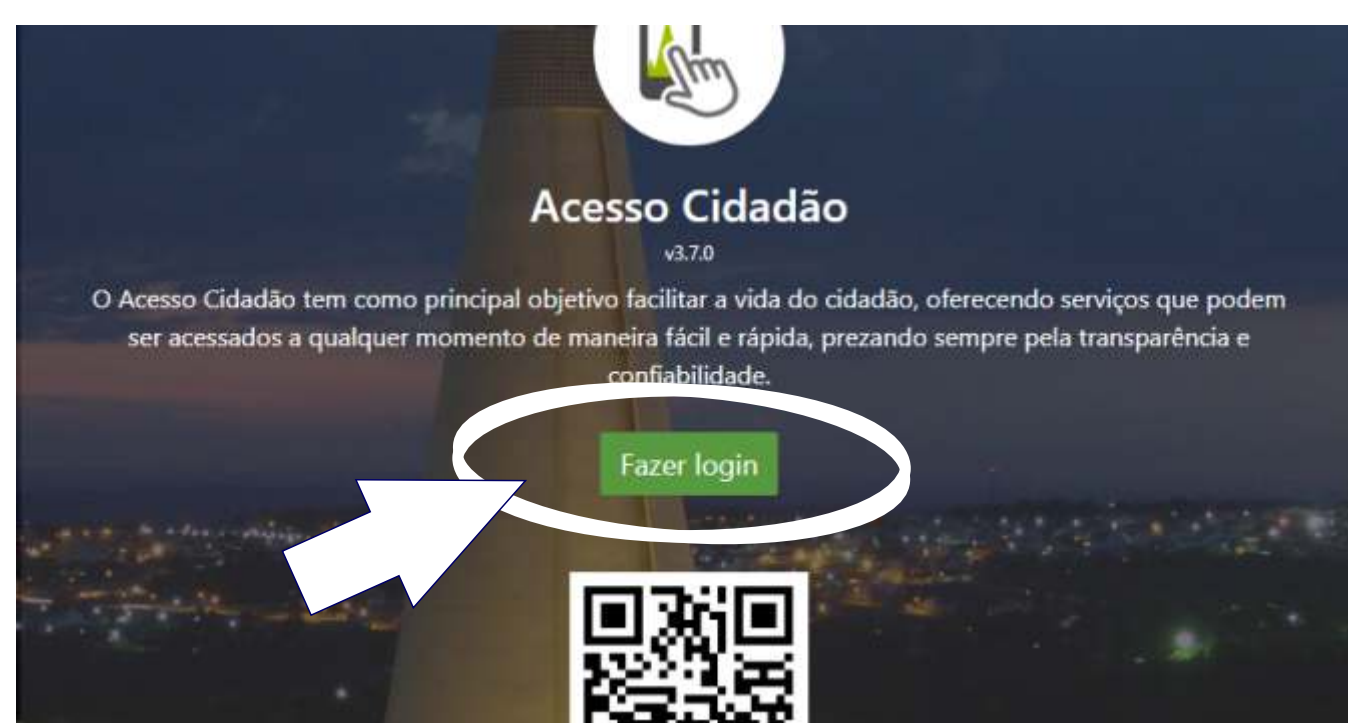 Acesso Cidadão
v3.7.0
O Acesso Cidadão tem como principal objetivo facilitar a vida do cidadão, oferecendo serviços que podem
ser acessados a qualquer momento de maneira fácil e rápida, prezando sempre pela transparência e
confiabilidade.
Fazer login